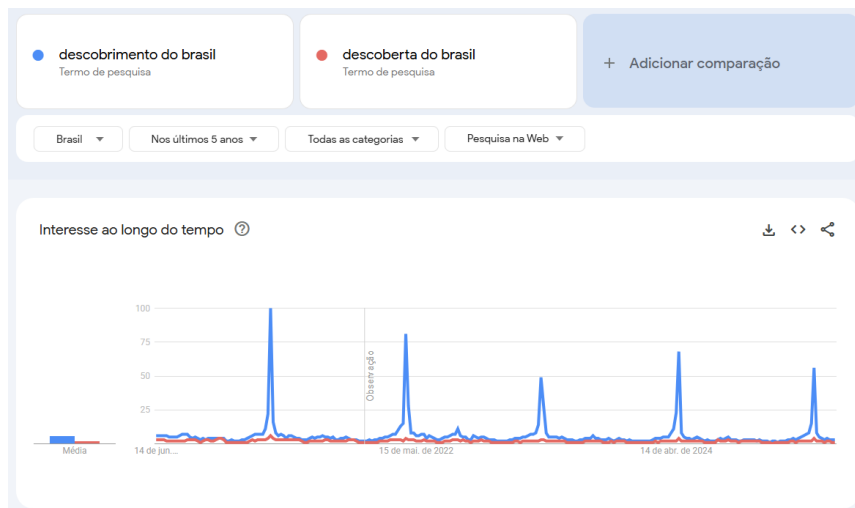 descobrimento do brasil
Termo de pesquisa
descoberta do brasil
Termo de pesquisa
+ Adicionar comparação
Brasil
Nos últimos 5 anos
Todas as categorias
Pesquisa na Web
Interesse ao longo do tempo
100
75
50
25
Observação
Média
14 de jun...
15 de mai. de 2022
14 de abr. de 2024